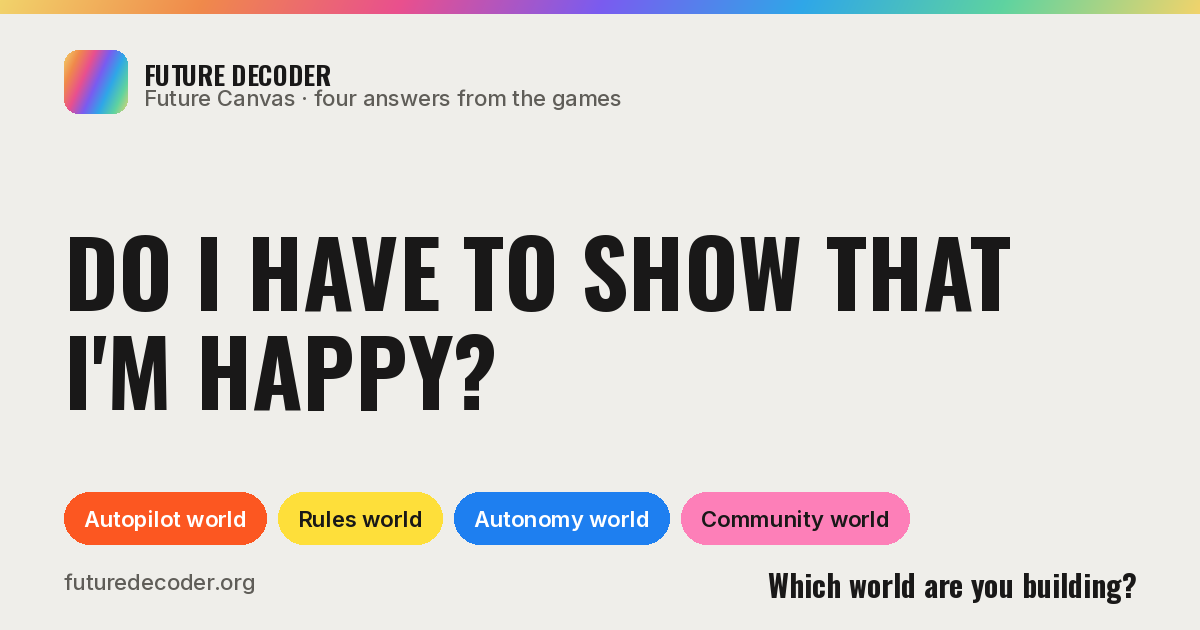 FUTURE DECODER
Future Canvas · four answers from the games
DO I HAVE TO SHOW THAT
I'M HAPPY?
Autopilot world
Rules world
Autonomy world
Community world
futuredecoder.org
Which world are you building?